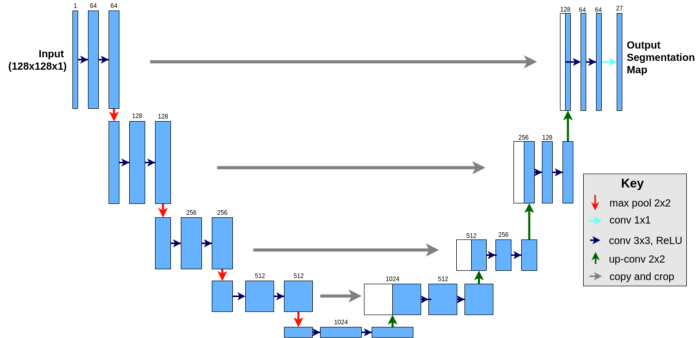 1
64
64
Input
(128x128x1)
128
128
256
256
512
512
1024
1024
512
512
256
256
128
128
64
64
27
Output
Segmentation
Map
Key
max pool 2x2
conv 1x1
conv 3x3, ReLU
up-conv 2x2
copy and crop